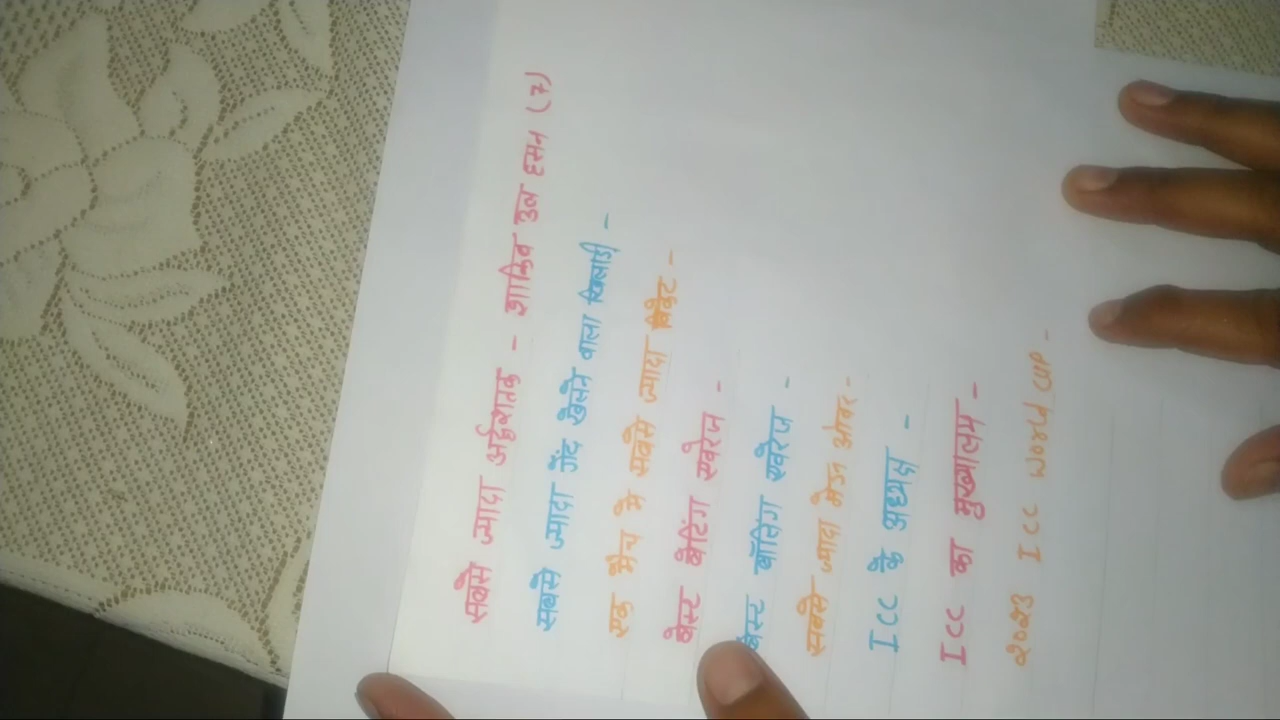 सबसे ज्यादा अर्द्धशतक - शाकिब उल हसन (7)
सबसे ज्यादा गेंद खेलने वाला खिलाड़ी -
एक मैच मे सबसे ज्यादा विकेट -
बेस्ट बैटिंग एवरेज -
बेस्ट बॉलिंग एवरेज -
सबसे ज्यादा मेडन ओवर -
ICC के अध्यक्ष -
ICC का मुख्यालय -
२०२३ ICC WORLD CUP -